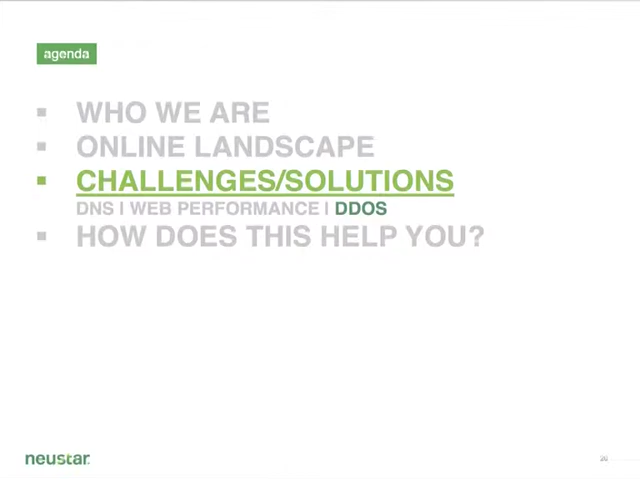 agenda
▪ WHO WE ARE
▪ ONLINE LANDSCAPE
▪ CHALLENGES/SOLUTIONS
DNS | WEB PERFORMANCE | DDOS
▪ HOW DOES THIS HELP YOU?
neustar